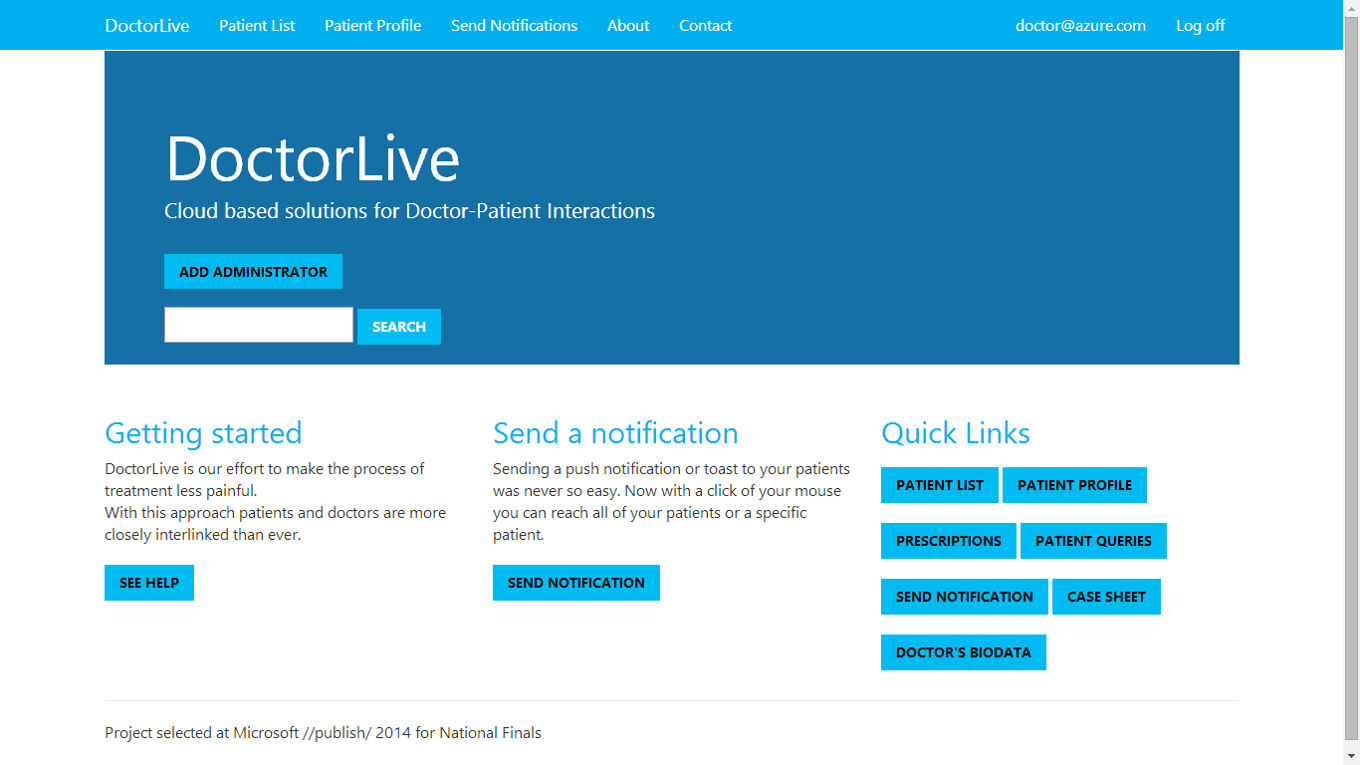 DoctorLive Patient List Patient Profile Send Notifications About Contact doctor@azure.com Log off
DoctorLive
Cloud based solutions for Doctor-Patient Interactions
ADD ADMINISTRATOR
SEARCH
Getting started
DoctorLive is our effort to make the process of
treatment less painful.
With this approach patients and doctors are more
closely interlinked than ever.
SEE HELP
Send a notification
Sending a push notification or toast to your patients
was never so easy. Now with a click of your mouse
you can reach all of your patients or a specific
patient.
SEND NOTIFICATION
Quick Links
PATIENT LIST PATIENT PROFILE
PRESCRIPTIONS PATIENT QUERIES
SEND NOTIFICATION CASE SHEET
DOCTOR'S BIODATA
Project selected at Microsoft //publish/ 2014 for National Finals